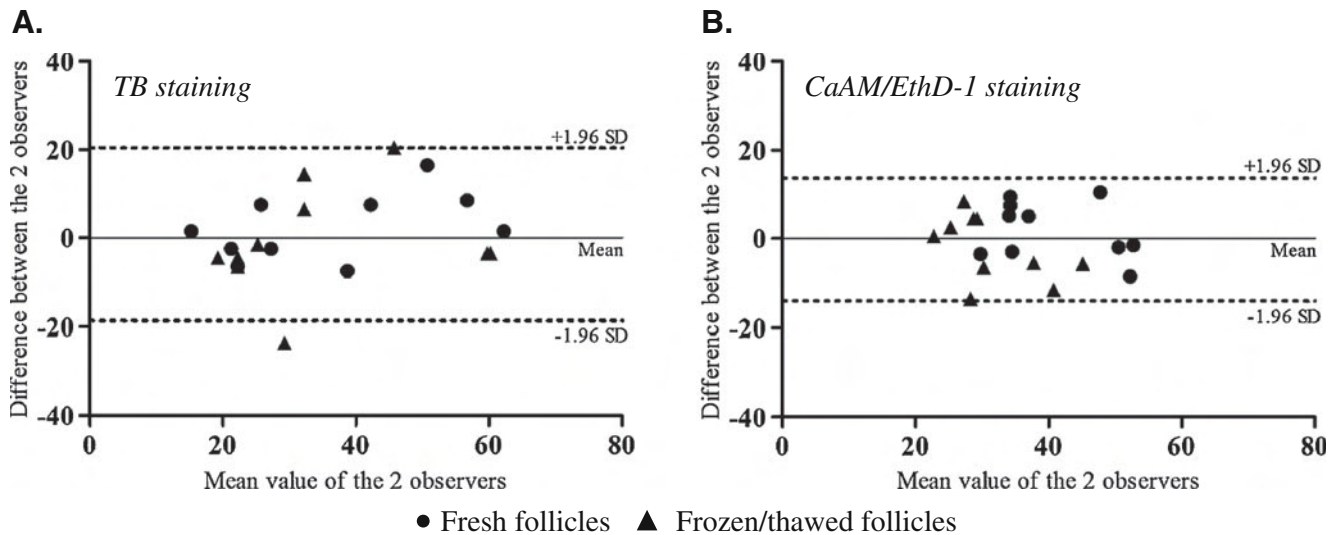 A.
40
20
0
-20
-40
Difference between the 2 observers
TB staining
+1.96 SD
Mean
-1.96 SD
0 20 40 60 80
Mean value of the 2 observers
B.
40
20
0
-20
-40
Difference between the 2 observers
CaAM/EthD-1 staining
+1.96 SD
Mean
-1.96 SD
0 20 40 60 80
Mean value of the 2 observers
Fresh follicles Frozen/thawed follicles